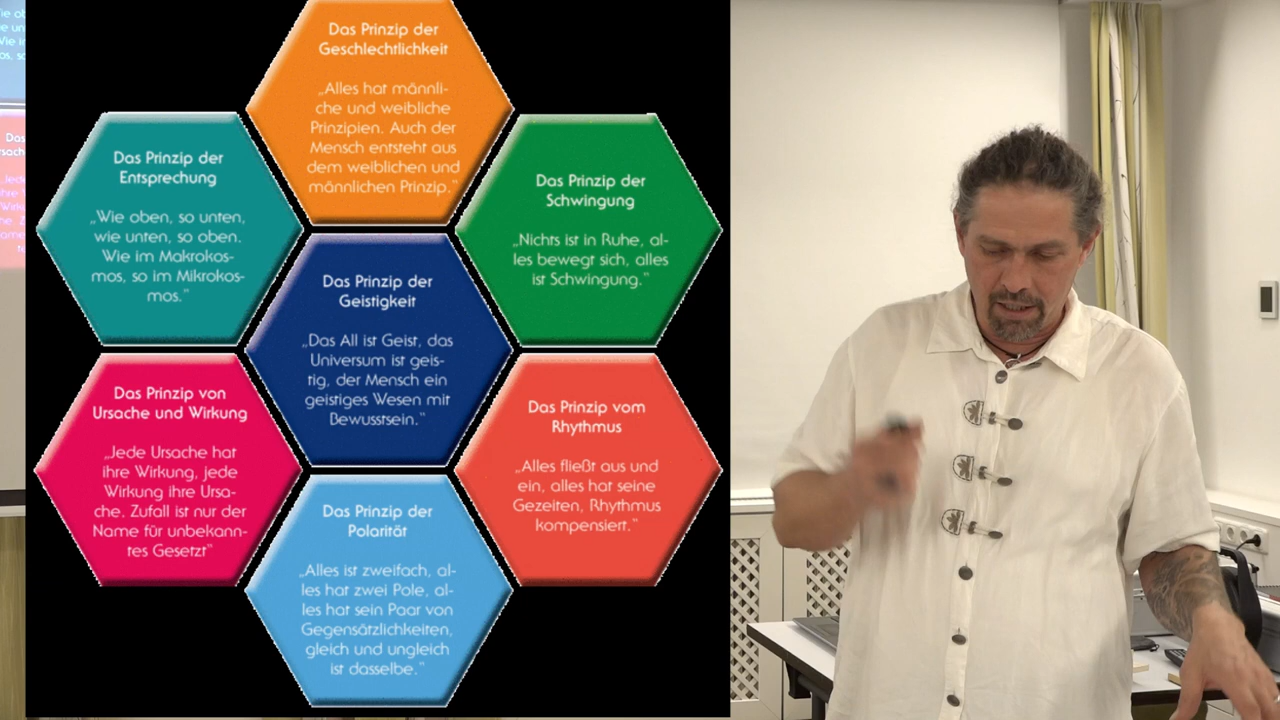 Das Prinzip der
Geschlechtlichkeit
„Alles hat männli-
che und weibliche
Prinzipien. Auch der
Mensch entsteht aus
dem weiblichen und
männlichen Prinzip."
Das Prinzip der
Entsprechung
„Wie oben, so unten,
wie unten, so oben.
Wie im Makrokos-
mos, so im Mikrokos-
mos."
Das Prinzip der
Schwingung
„Nichts ist in Ruhe, al-
les bewegt sich, alles
ist Schwingung."
Das Prinzip der
Geistigkeit
„Das All ist Geist, das
Universum ist geis-
tig, der Mensch ein
geistiges Wesen mit
Bewusstsein."
Das Prinzip von
Ursache und Wirkung
„Jede Ursache hat
ihre Wirkung, jede
Wirkung ihre Ursa-
che. Zufall ist nur der
Name für unbekann-
tes Gesetzt"
Das Prinzip vom
Rhythmus
„Alles fließt aus und
ein, alles hat seine
Gezeiten, Rhythmus
kompensiert."
Das Prinzip der
Polarität
„Alles ist zweifach, al-
les hat zwei Pole, al-
les hat sein Paar von
Gegensätzlichkeiten,
gleich und ungleich
ist dasselbe."